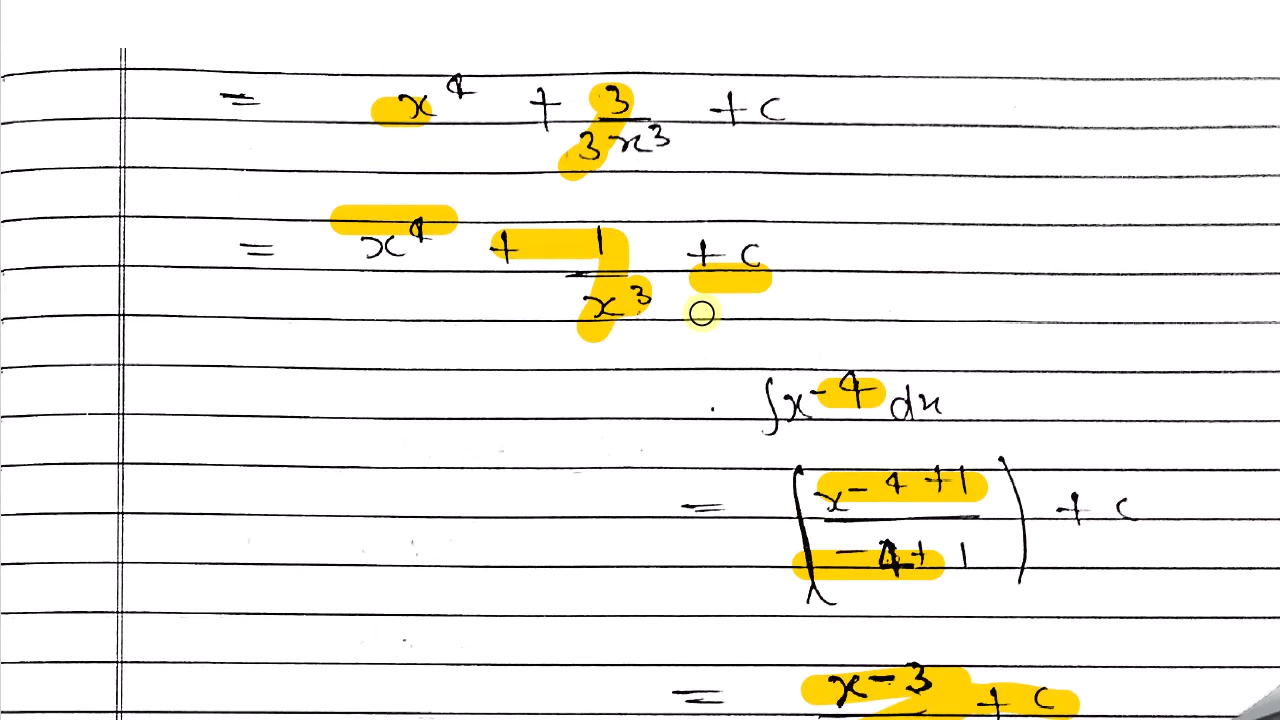 = x⁴ + 3/3x³ + c
= x⁴ + 1/x³ + c
∫x⁻⁴ dx
= (x⁻⁴⁺¹/-4+1) + c
= x⁻³ + c